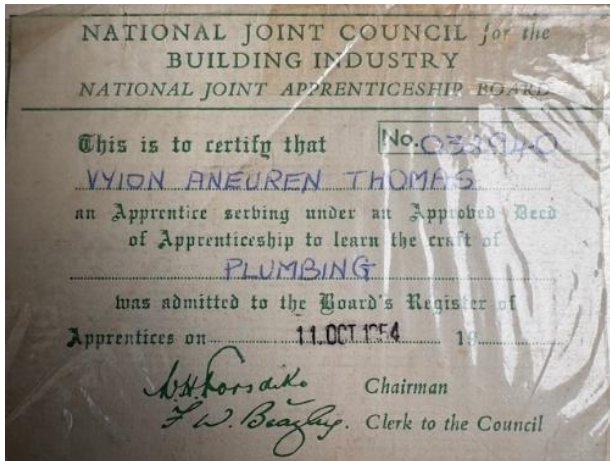 NATIONAL JOINT COUNCIL for the
BUILDING INDUSTRY
NATIONAL JOINT APPRENTICESHIP BOARD
This is to certify that No.
VYION ANEUREN THOMAS
an Apprentice serving under an Approved Deed
of Apprenticeship to learn the craft of
PLUMBING
was admitted to the Board's Register of
Apprentices on 11. OCT 1954 19
Chairman
F. W. Clerk to the Council